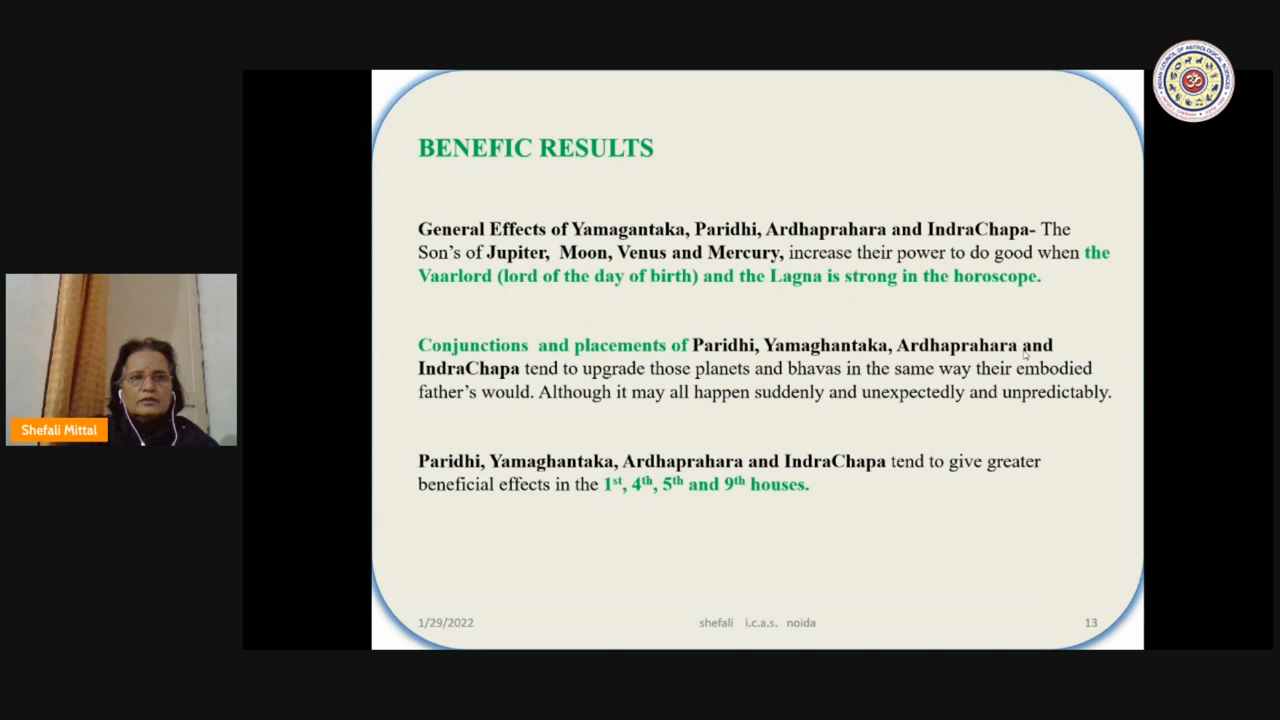 BENEFIC RESULTS
General Effects of Yamagantaka, Paridhi, Ardhaprahara and IndraChapa- The
Son's of Jupiter, Moon, Venus and Mercury, increase their power to do good when the
Vaarlord (lord of the day of birth) and the Lagna is strong in the horoscope.
Conjunctions and placements of Paridhi, Yamaghantaka, Ardhaprahara and
IndraChapa tend to upgrade those planets and bhavas in the same way their embodied
father's would. Although it may all happen suddenly and unexpectedly and unpredictably.
Paridhi, Yamaghantaka, Ardhaprahara and IndraChapa tend to give greater
beneficial effects in the 1st, 4th, 5th and 9th houses.
1/29/2022 shefali i.c.a.s. noida 13
Shefali Mittal
INDIAN COUNCIL OF ASTROLOGICAL SCIENCES
ॐ